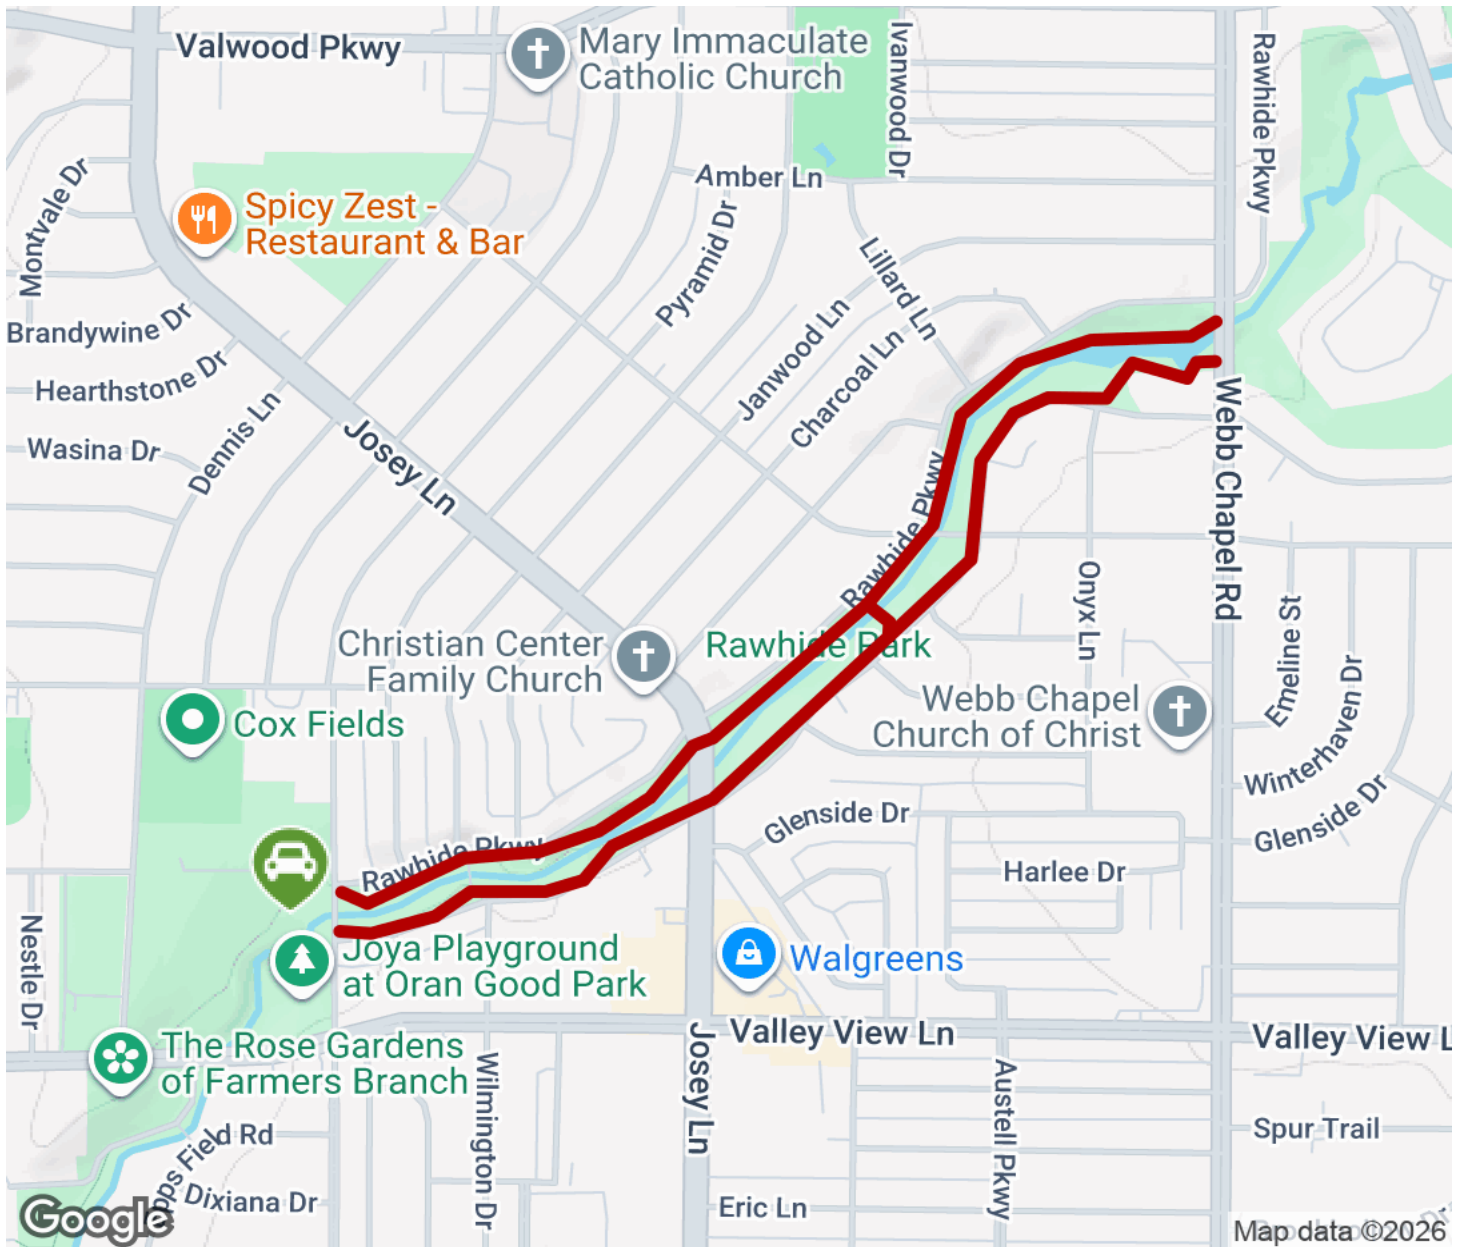 Valwood Pkwy
Mary Immaculate
Catholic Church
Ivanwood Dr
Rawhide Pkwy
Montvale Dr
Amber Ln
Spicy Zest -
Restaurant & Bar
Pyramid Dr
Lillard Ln
Brandywine Dr
Janwood Ln
Charcoal Ln
Hearthstone Dr
Dennis Ln
Josey Ln
Wasina Dr
Webb Chapel Rd
Rawhide Pkwy
Onyx Ln
Emeline St
Christian Center
Family Church
Rawhide Park
Winterhaven Dr
Webb Chapel
Church of Christ
Cox Fields
Glenside Dr
Glenside Dr
Rawhide Pkwy
Harlee Dr
Nestle Dr
Joya Playground
at Oran Good Park
Walgreens
The Rose Gardens
of Farmers Branch
Valley View Ln
Valley View L
Josey Ln
Wilmington Dr
Austell Pkwy
Spur Trail
Field Rd
Dixiana Dr
Eric Ln
Google
Map data ©2026